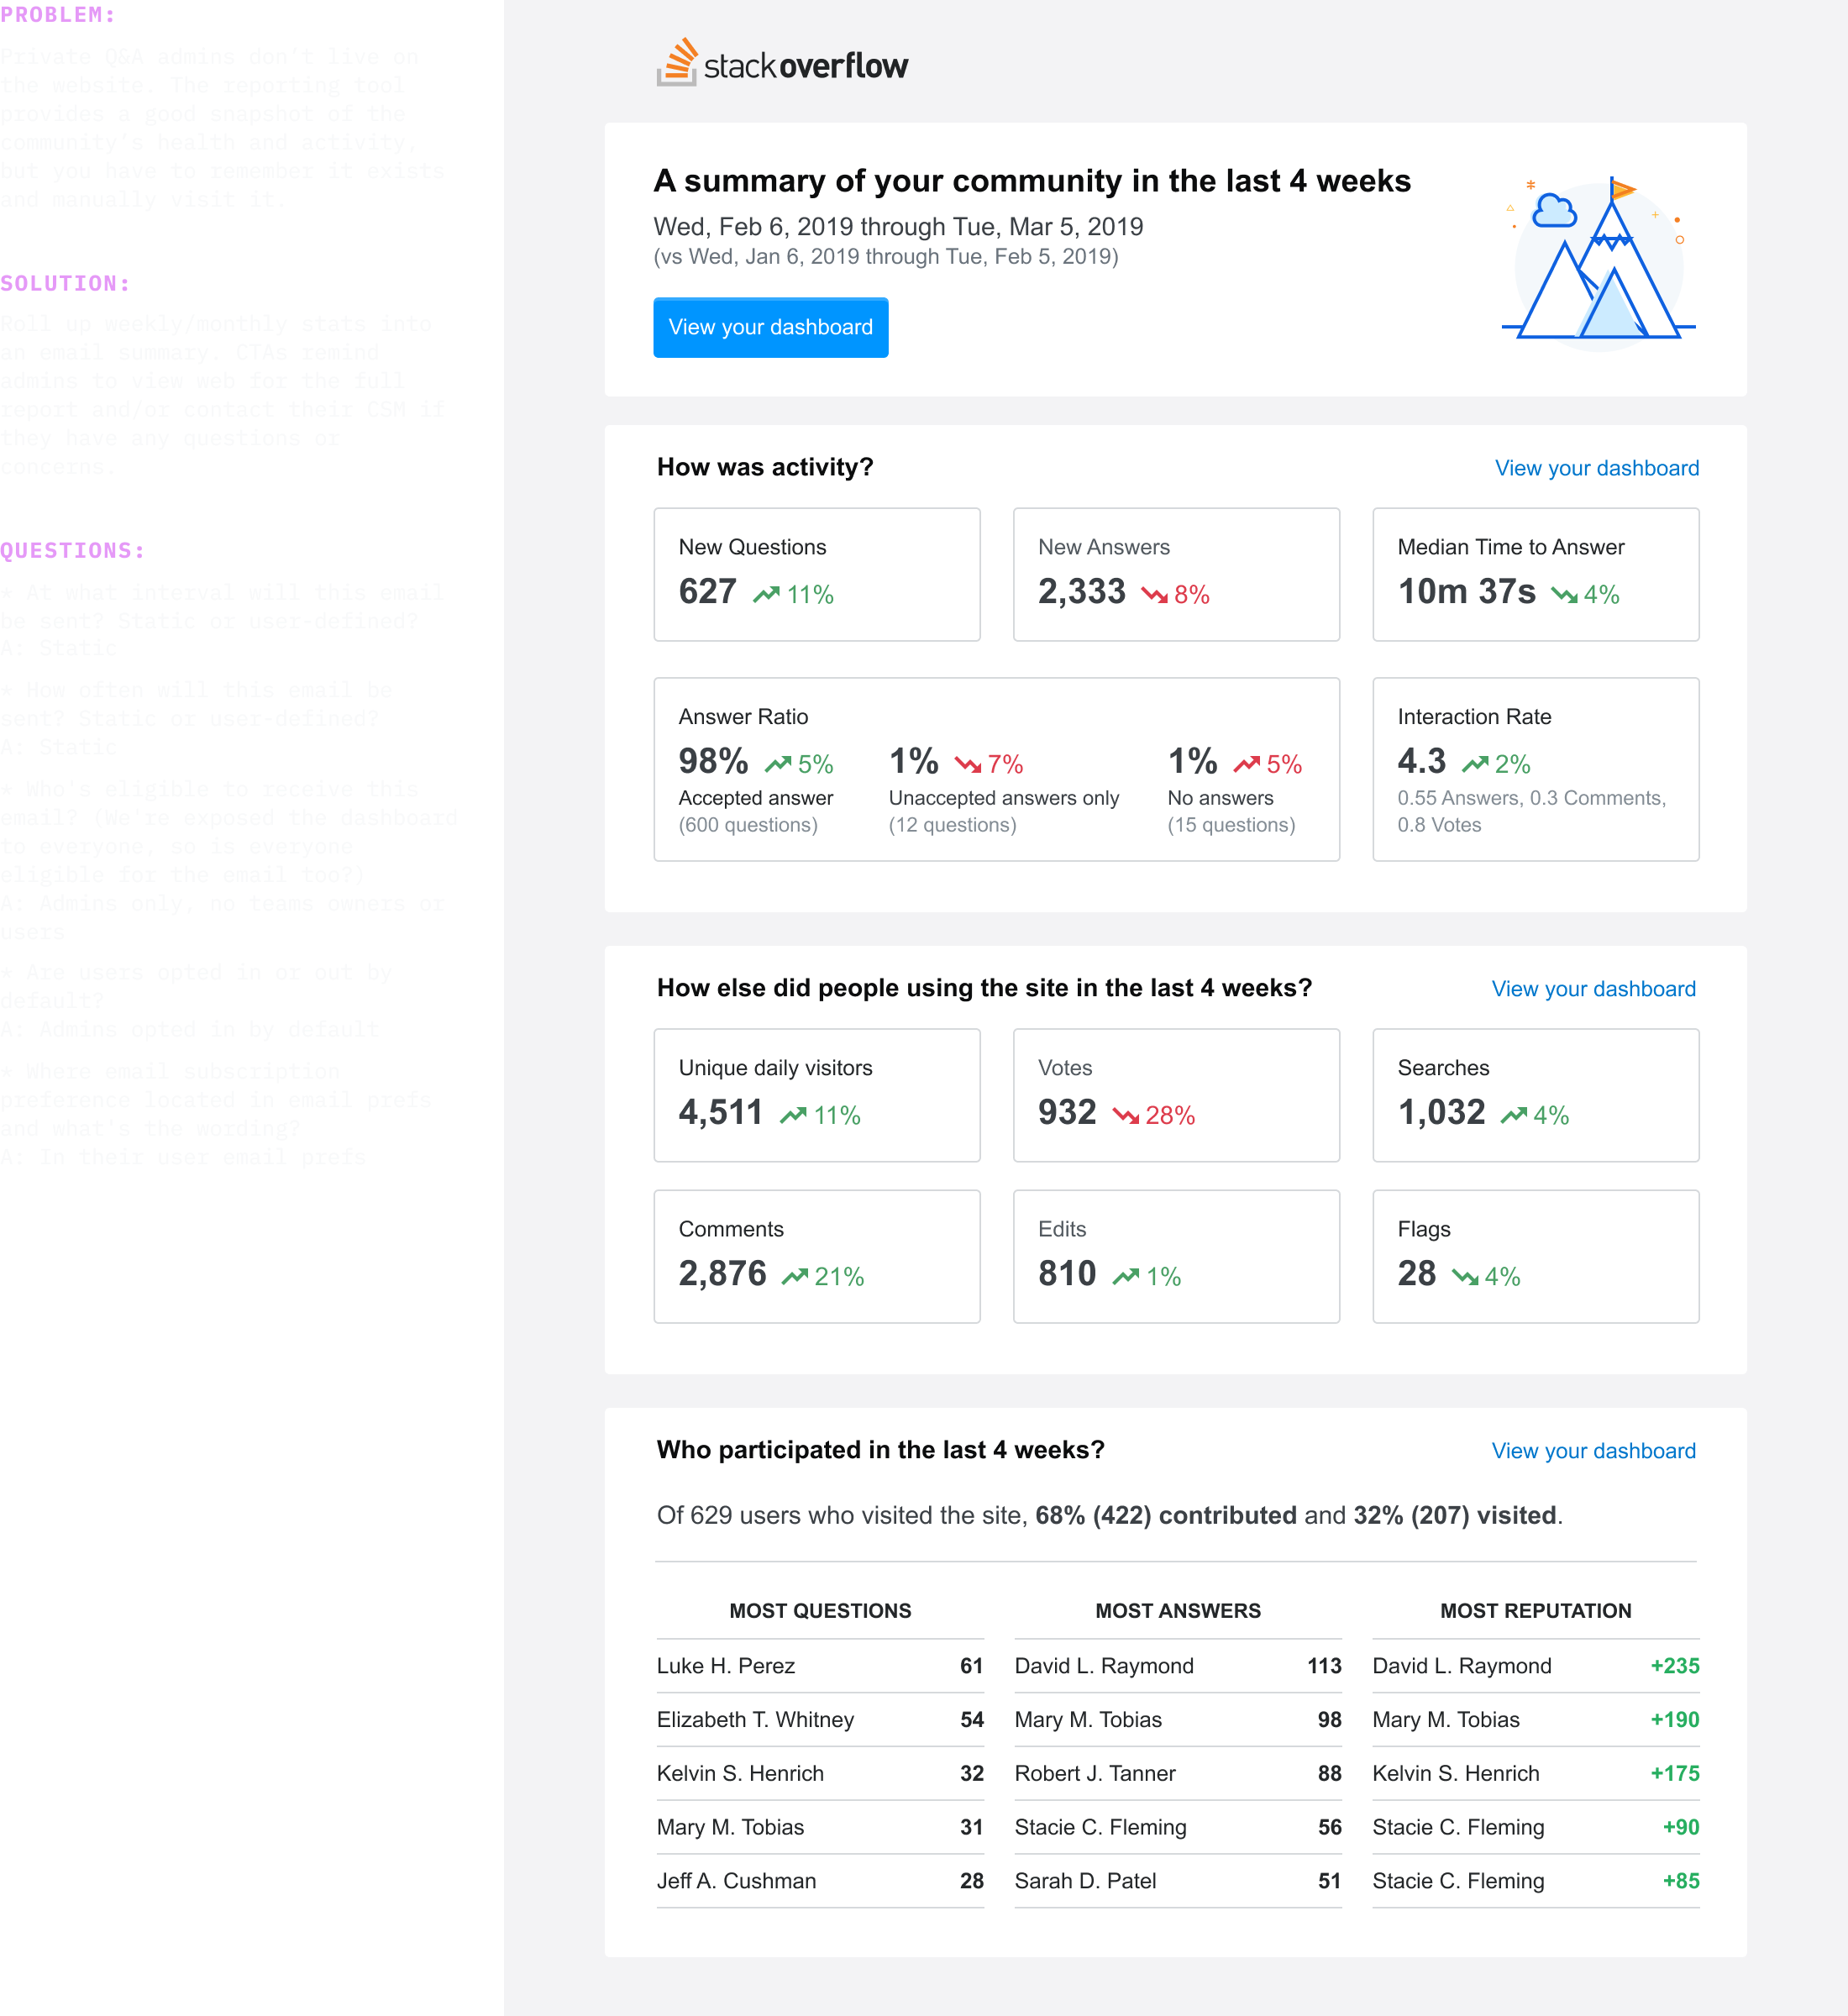 PROBLEM:
Private Q&A admins don't live on
the website. The reporting tool
provides a good snapshot of the
community's health and activity,
but you have to remember it exists
and manually visit it.
SOLUTION:
Roll up weekly/monthly stats into
an email summary. CTAs remind
admins to view web for the full
report and/or contact their CSM if
they have any questions or
concerns.
QUESTIONS:
* At what interval will this email
be sent? Static or user-defined?
A: Static
* How often will this email be
sent? Static or user-defined?
A: Static
* Who's eligible to receive this
email? (We're exposed the dashboard
to everyone, so is everyone
eligible for the email too?)
A: Admins only, no teams owners or
users
* Are users opted in or out by
default?
A: Admins opted in by default
* Where email subscription
preference located in email prefs
and what's the wording?
A: In their user email prefs
stackoverflow
A summary of your community in the last 4 weeks
Wed, Feb 6, 2019 through Tue, Mar 5, 2019
(vs Wed, Jan 6, 2019 through Tue, Feb 5, 2019)
View your dashboard
How was activity?
View your dashboard
New Questions
627 11%
New Answers
2,333 8%
Median Time to Answer
10m 37s 4%
Answer Ratio
98% 5%
Accepted answer
(600 questions)
1% 7%
Unaccepted answers only
(12 questions)
1% 5%
No answers
(15 questions)
Interaction Rate
4.3 2%
0.55 Answers, 0.3 Comments,
0.8 Votes
How else did people using the site in the last 4 weeks?
View your dashboard
Unique daily visitors
4,511 11%
Votes
932 28%
Searches
1,032 4%
Comments
2,876 21%
Edits
810 1%
Flags
28 4%
Who participated in the last 4 weeks?
View your dashboard
Of 629 users who visited the site, 68% (422) contributed and 32% (207) visited.
MOST QUESTIONS
Luke H. Perez 61
Elizabeth T. Whitney 54
Kelvin S. Henrich 32
Mary M. Tobias 31
Jeff A. Cushman 28
MOST ANSWERS
David L. Raymond 113
Mary M. Tobias 98
Robert J. Tanner 88
Stacie C. Fleming 56
Sarah D. Patel 51
MOST REPUTATION
David L. Raymond +235
Mary M. Tobias +190
Kelvin S. Henrich +175
Stacie C. Fleming +90
Stacie C. Fleming +85